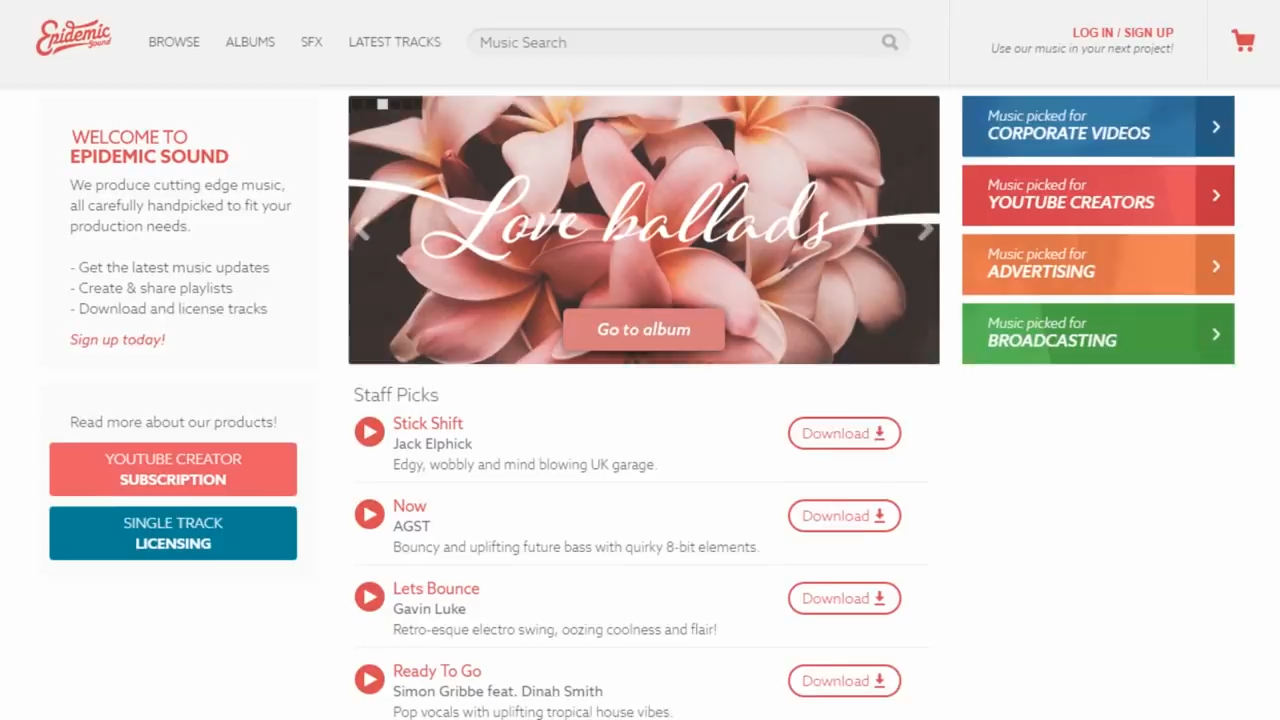 Epidemic
Sound
BROWSE
ALBUMS
SFX
LATEST TRACKS
Music Search
LOG IN / SIGN UP
Use our music in your next project!
WELCOME TO
EPIDEMIC SOUND
We produce cutting edge music,
all carefully handpicked to fit your
production needs.
- Get the latest music updates
- Create & share playlists
- Download and license tracks
Sign up today!
Read more about our products!
YOUTUBE CREATOR
SUBSCRIPTION
SINGLE TRACK
LICENSING
Love ballads
Go to album
Staff Picks
Stick Shift
Jack Elphick
Edgy, wobbly and mind blowing UK garage.
Download
Now
AGST
Bouncy and uplifting future bass with quirky 8-bit elements.
Download
Lets Bounce
Gavin Luke
Retro-esque electro swing, oozing coolness and flair!
Download
Ready To Go
Simon Gribbe feat. Dinah Smith
Pop vocals with uplifting tropical house vibes.
Download
Music picked for
CORPORATE VIDEOS
Music picked for
YOUTUBE CREATORS
Music picked for
ADVERTISING
Music picked for
BROADCASTING